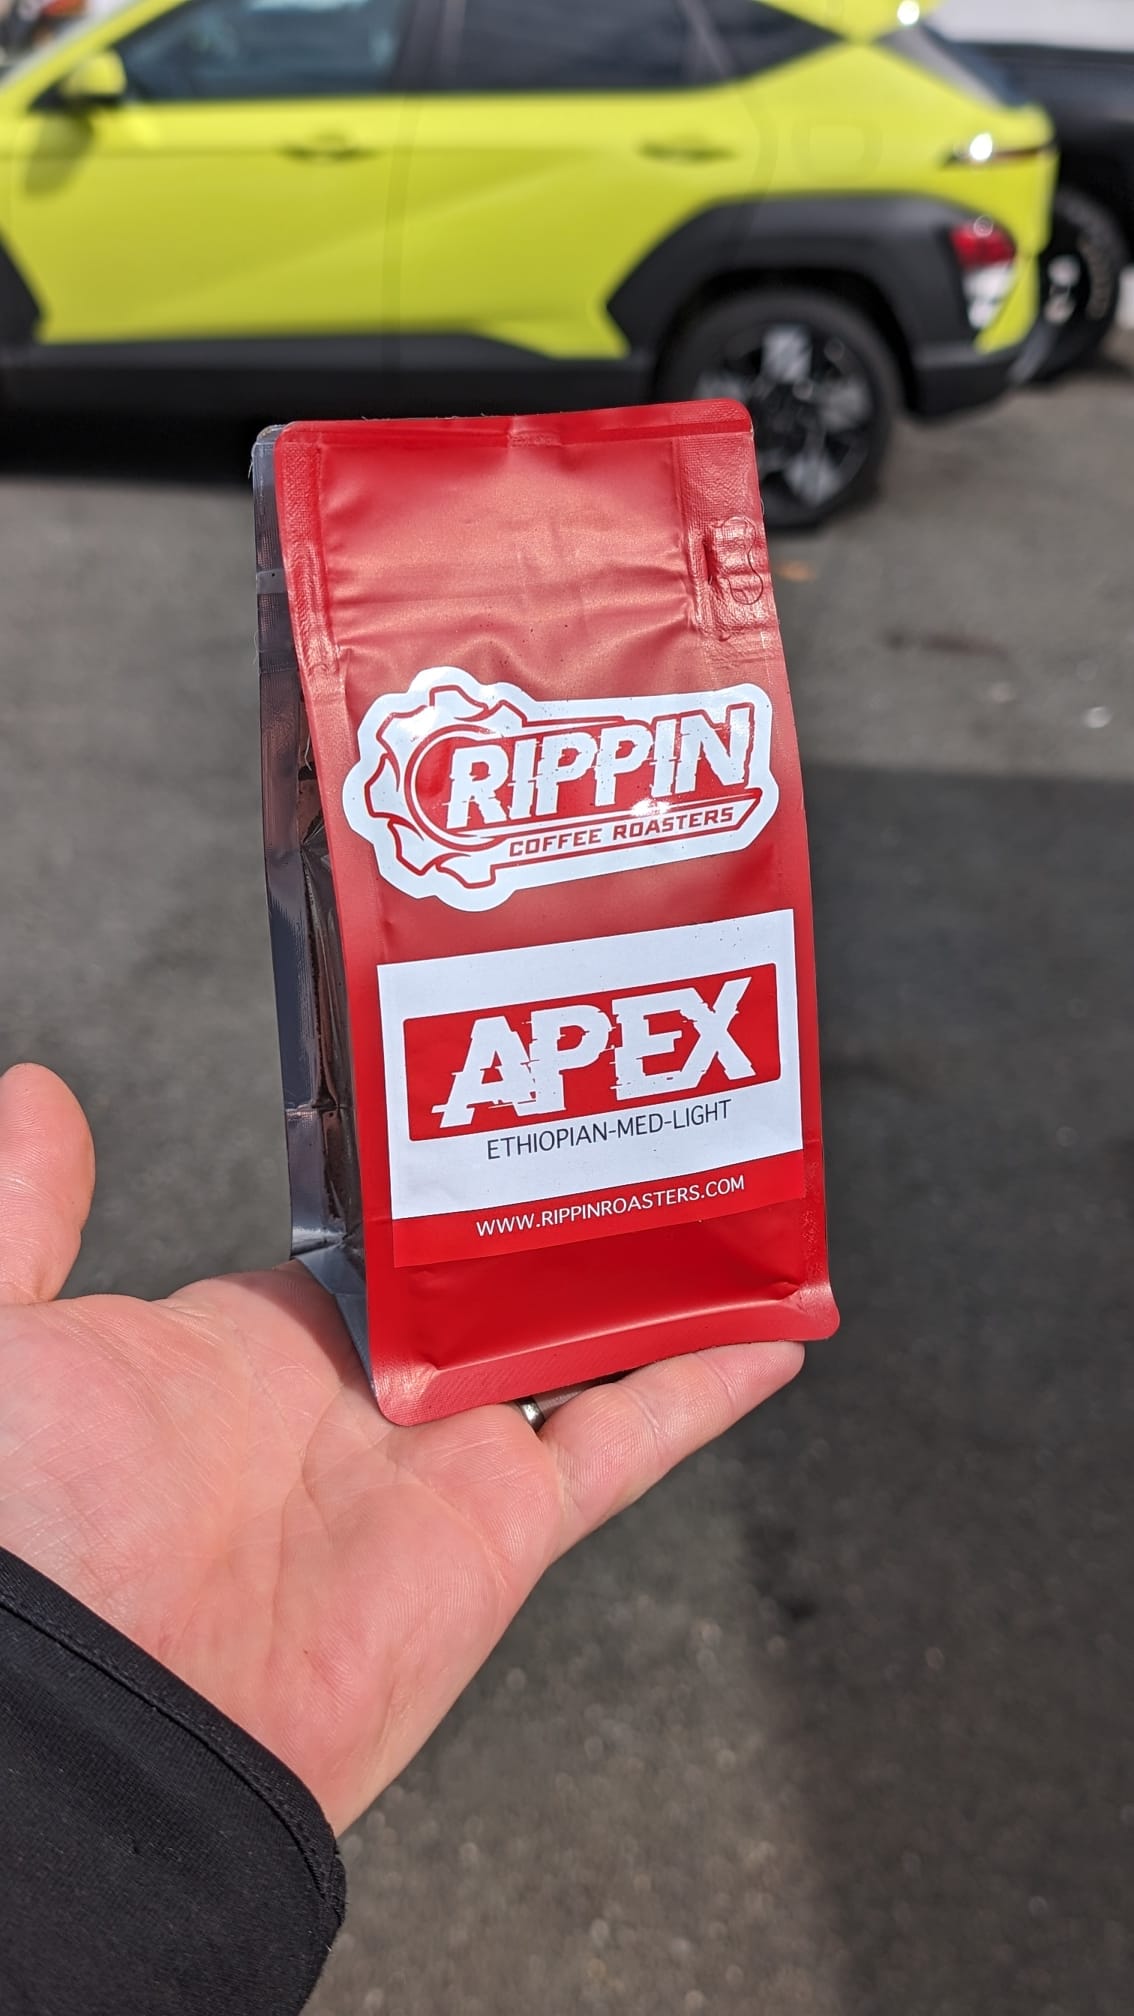 RIPPIN
COFFEE ROASTERS
APEX
ETHIOPIAN-MED-LIGHT
WWW.RIPPINROASTERS.COM